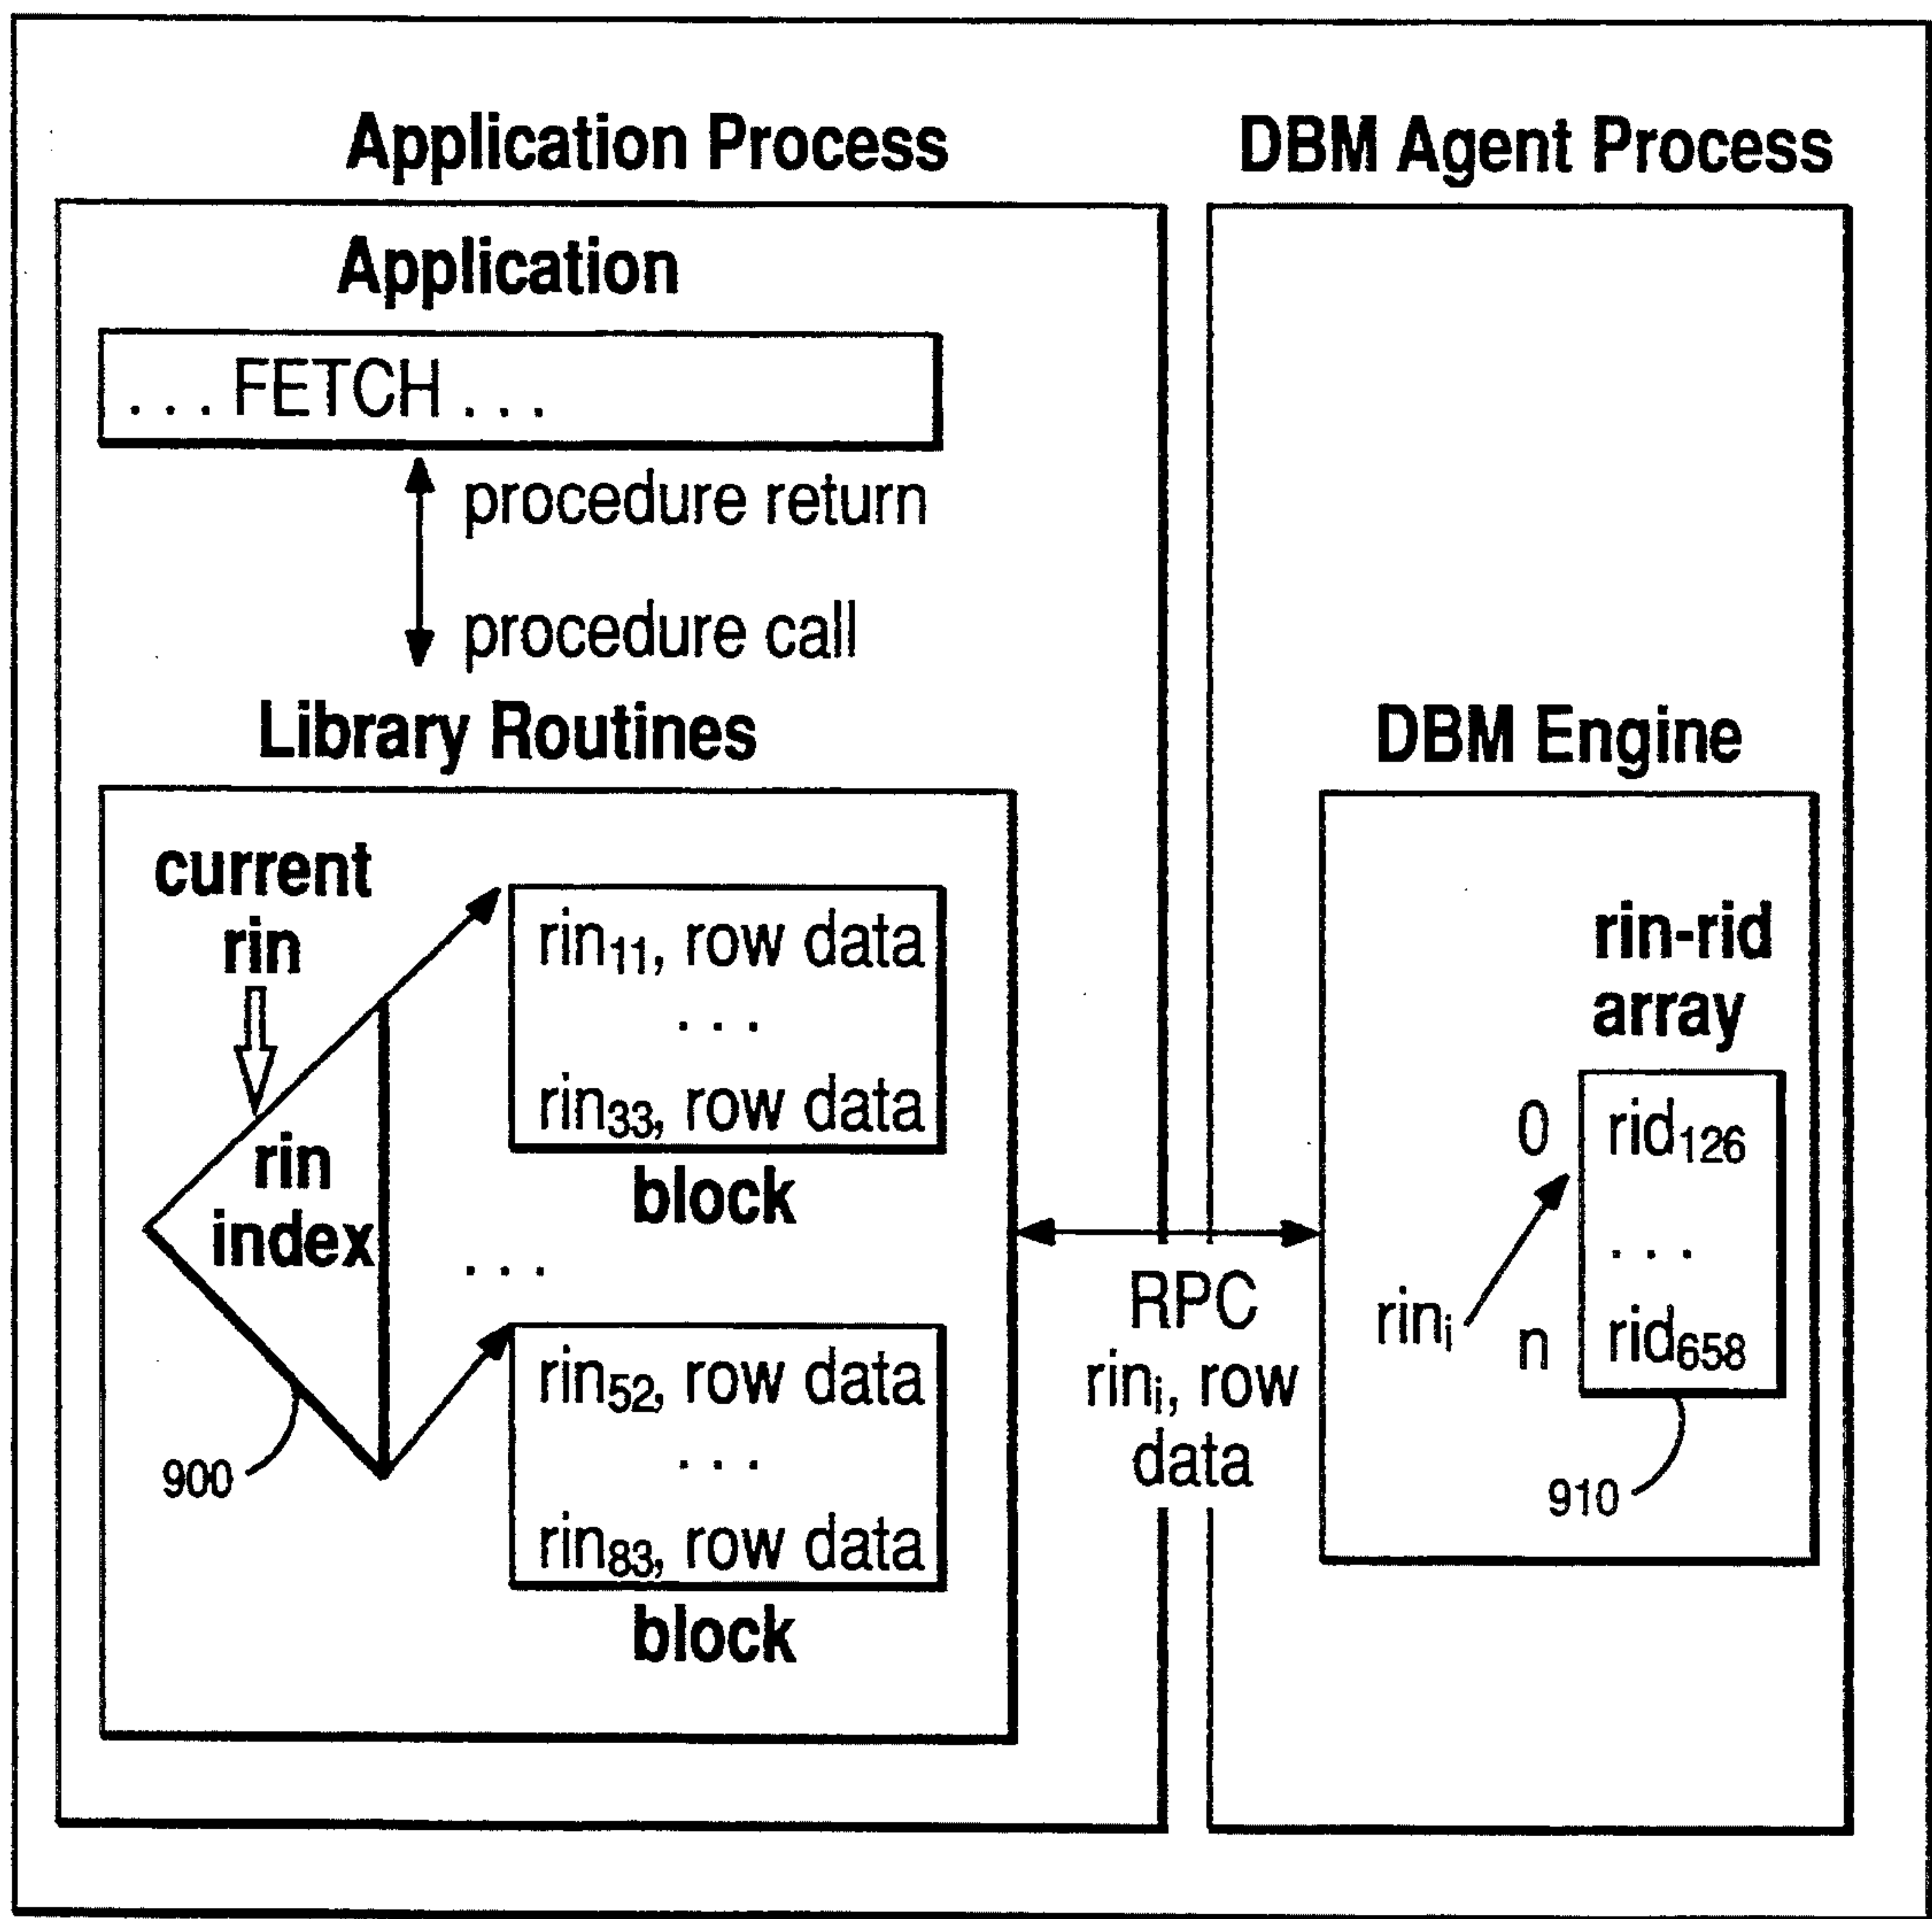 Application Process
DBM Agent Process
Application
. . . FETCH . . .
procedure return
procedure call
Library Routines
DBM Engine
current
rin
rin
index
900
rin11, row data
. . .
rin33, row data
block
. . .
rin52, row data
. . .
rin83, row data
block
RPC
rini, row
data
rin-rid
array
0
rid126
. . .
rini
n
rid658
910